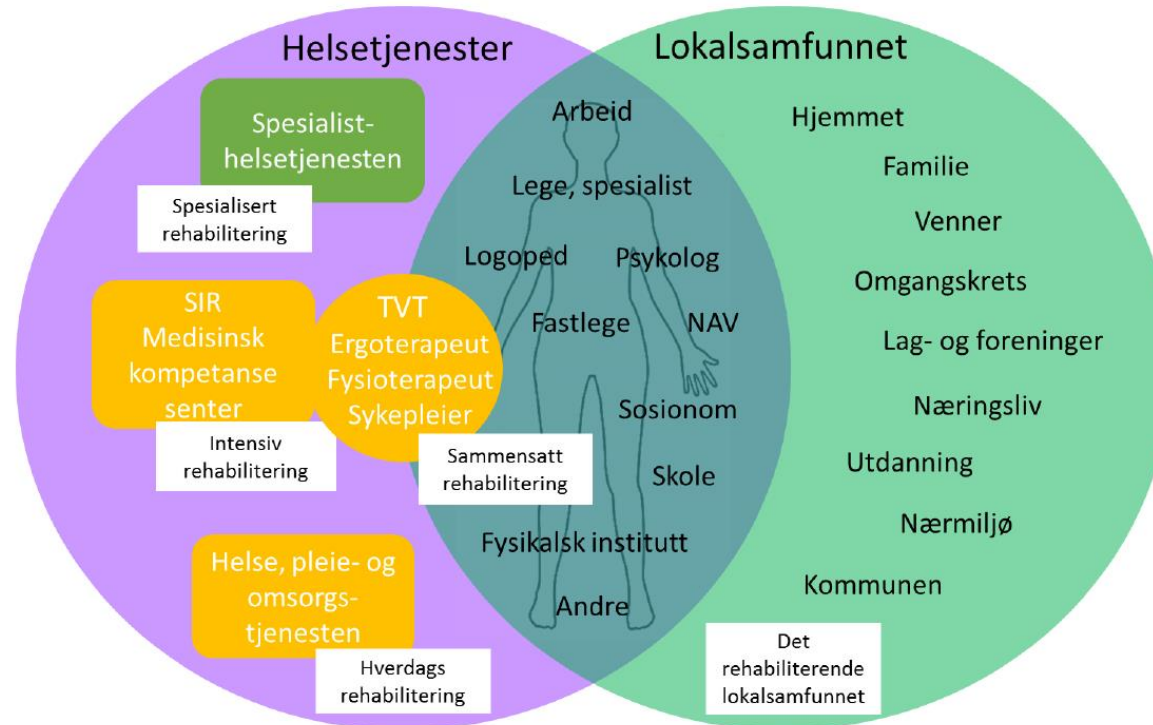 Helsetjenester
Spesialist-
helsetjenesten
Spesialisert
rehabilitering
SIR
Medisinsk
kompetanse
senter
Intensiv
rehabilitering
TVT
Ergoterapeut
Fysioterapeut
Sykepleier
Sammensatt
rehabilitering
Helse, pleie- og
omsorgs-
tjenesten
Hverdags
rehabilitering
Arbeid
Lege, spesialist
Logoped
Psykolog
Fastlege
NAV
Sosionom
Skole
Fysikalsk institutt
Andre
Lokalsamfunnet
Hjemmet
Familie
Venner
Omgangskrets
Lag- og foreninger
Næringsliv
Utdanning
Nærmiljø
Kommunen
Det
rehabiliterende
lokalsamfunnet